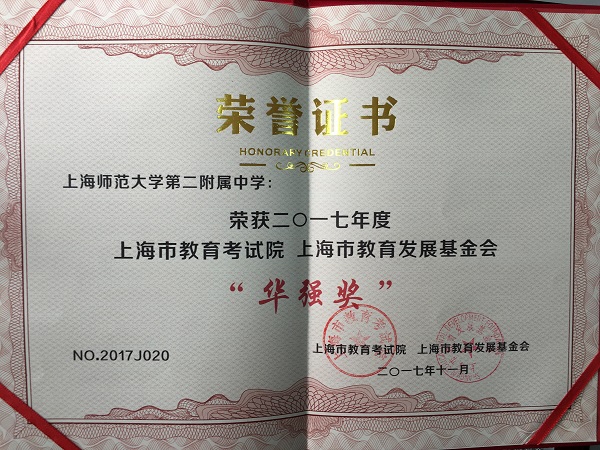 荣誉证书
HONORARY CREDENTIAL
上海师范大学第二附属中学：
荣获二〇一七年度
上海市教育考试院 上海市教育发展基金会
“华强奖”
上海市教育考试院 上海市教育发展基金会
NO.2017J020
二〇一七年十一月